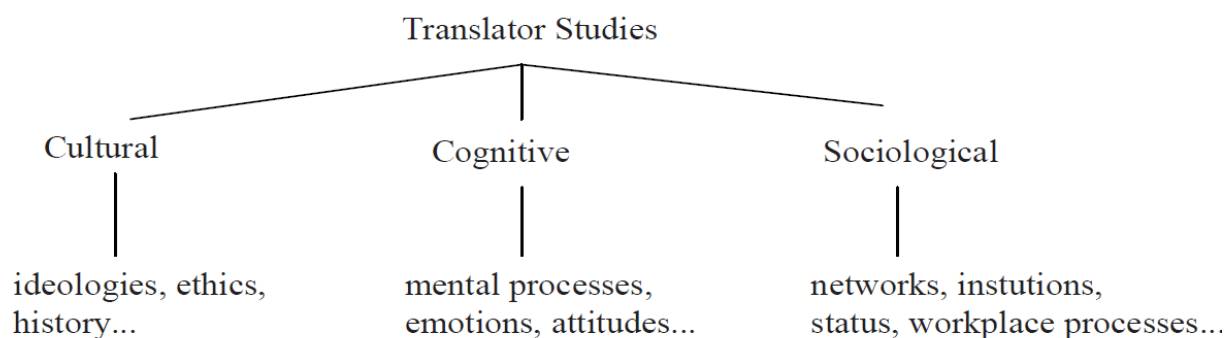 Translator Studies
Cultural
Cognitive
Sociological
ideologies, ethics,
history...
mental processes,
emotions, attitudes...
networks, instutions,
status, workplace processes...